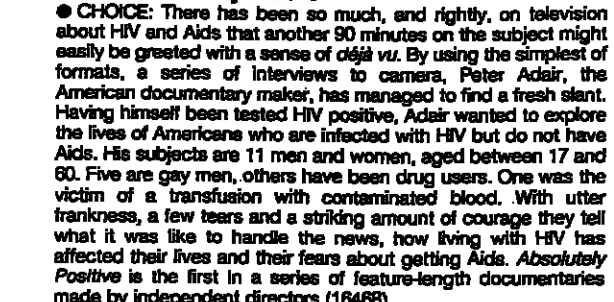 ● CHOICE: There has been so much, and rightly, on television
about HIV and Aids that another 90 minutes on the subject might
easily be greeted with a sense of déjà vu. By using the simplest of
formats, a series of interviews to camera, Peter Adair, the
American documentary maker, has managed to find a fresh slant.
Having himself been tested HIV positive, Adair wanted to explore
the lives of Americans who are infected with HIV but do not have
Aids. His subjects are 11 men and women, aged between 17 and
60. Five are gay men, others have been drug users. One was the
victim of a transfusion with contaminated blood. With utter
frankness, a few tears and a striking amount of courage they tell
what it was like to handle the news, how living with HIV has
affected their lives and their fears about getting Aids. Absolutely
Positive is the first in a series of feature-length documentaries
made by independent directors (16468)